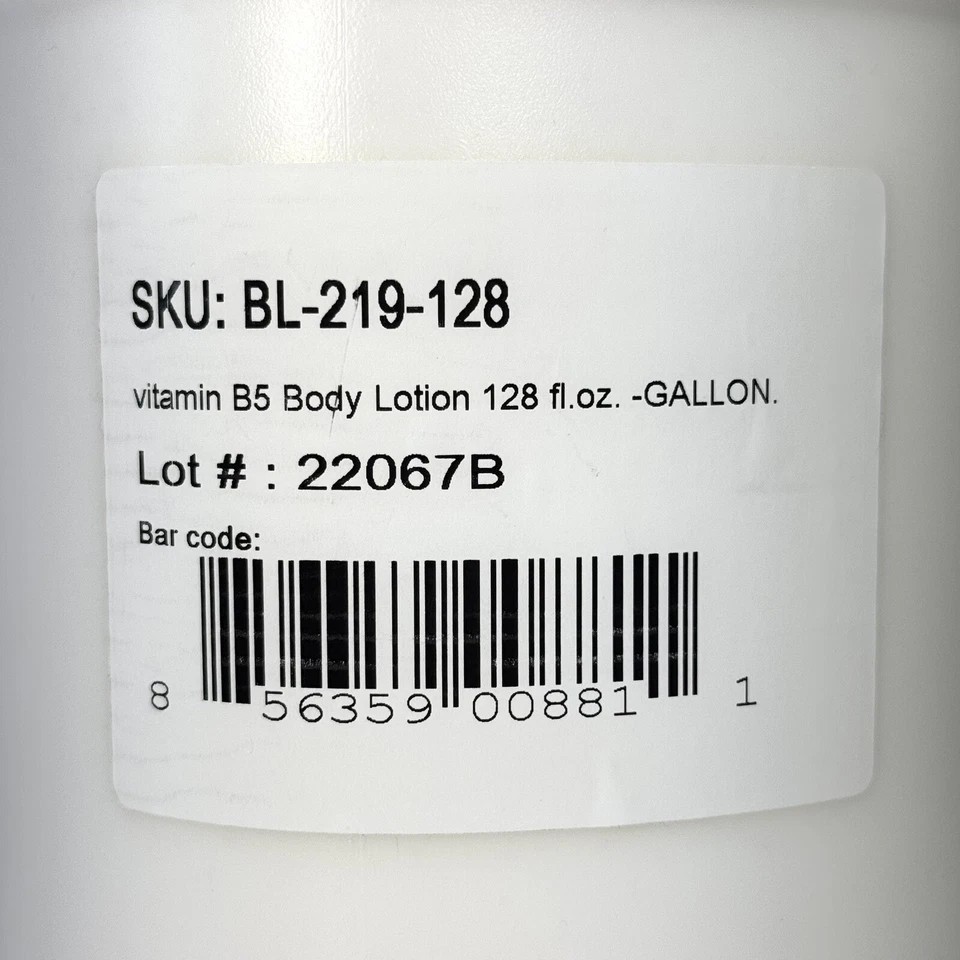 SKU: BL-219-128
vitamin B5 Body Lotion 128 fl.oz. -GALLON.
Lot # : 22067B
Bar code:
8 56359 00881 1